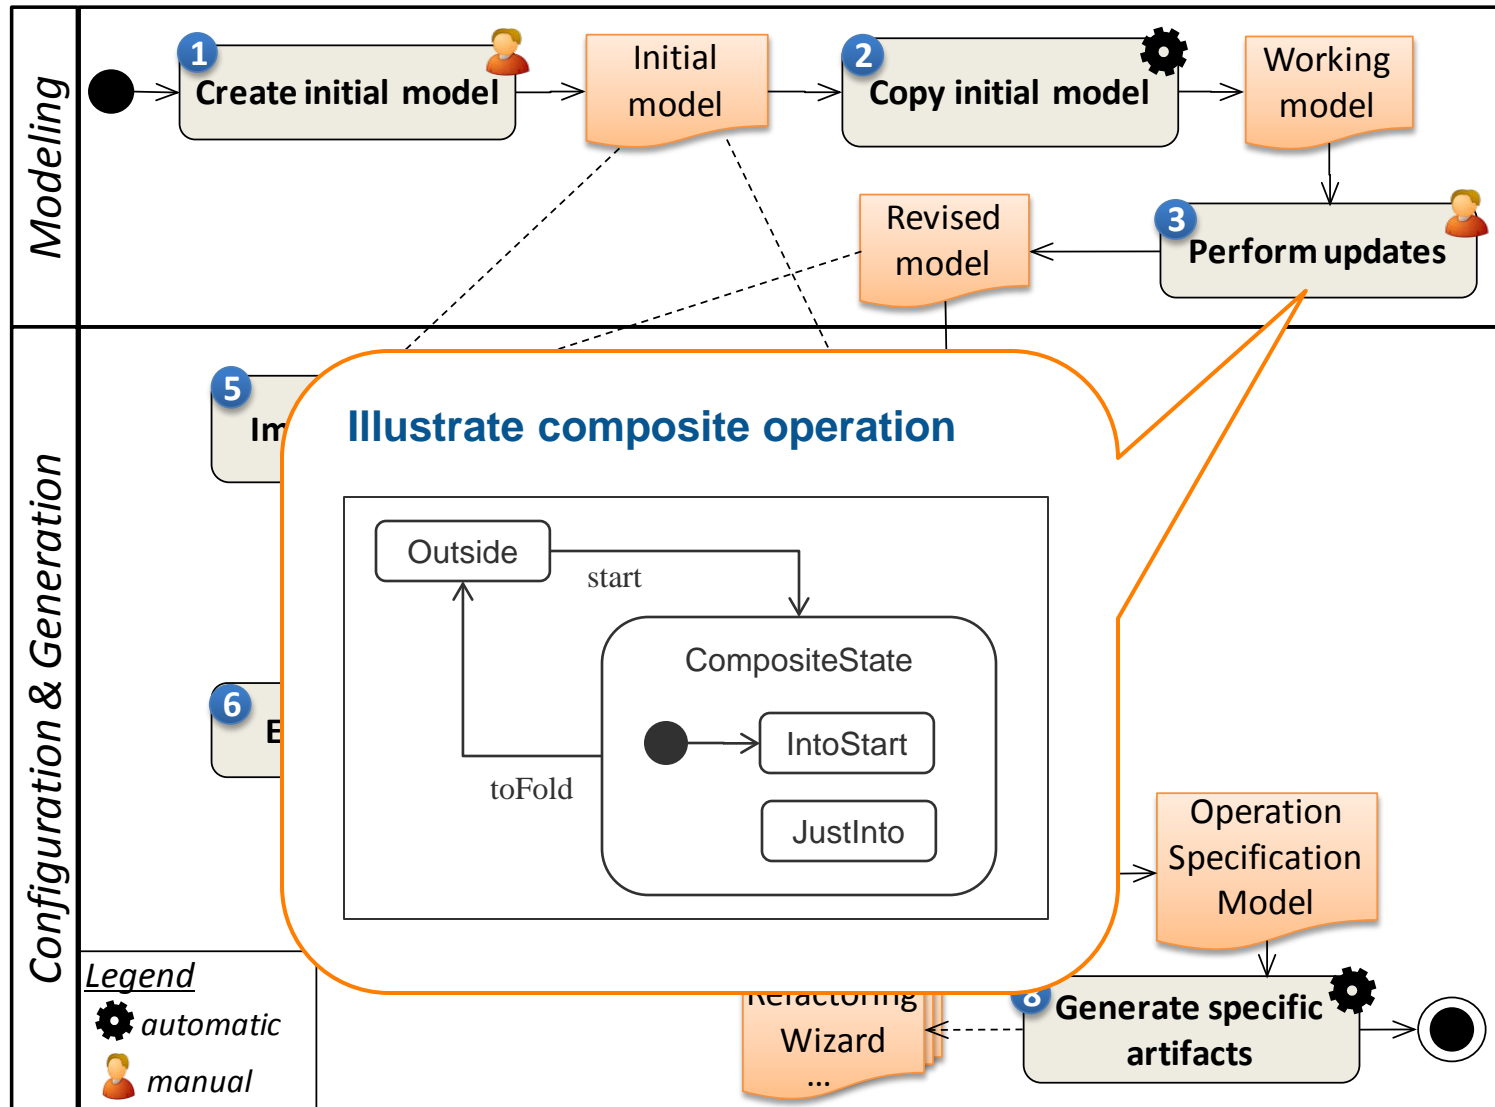 Modeling
1
Create initial model
Initial
model
2
Copy initial model
Working
model
Revised
model
3
Perform updates
Configuration & Generation
5
6
Illustrate composite operation
Outside
start
CompositeState
IntoStart
toFold
JustInto
Operation
Specification
Model
Legend
automatic
manual
Refactoring
Wizard
...
8
Generate specific
artifacts